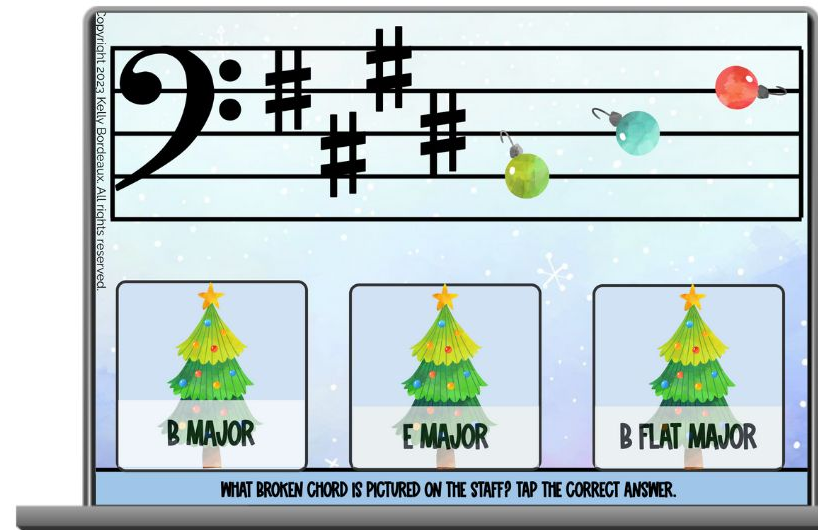 Copyright 2023 Kelly Bordeaux. All rights reserved.
B MAJOR
E MAJOR
B FLAT MAJOR
WHAT BROKEN CHORD IS PICTURED ON THE STAFF? TAP THE CORRECT ANSWER.